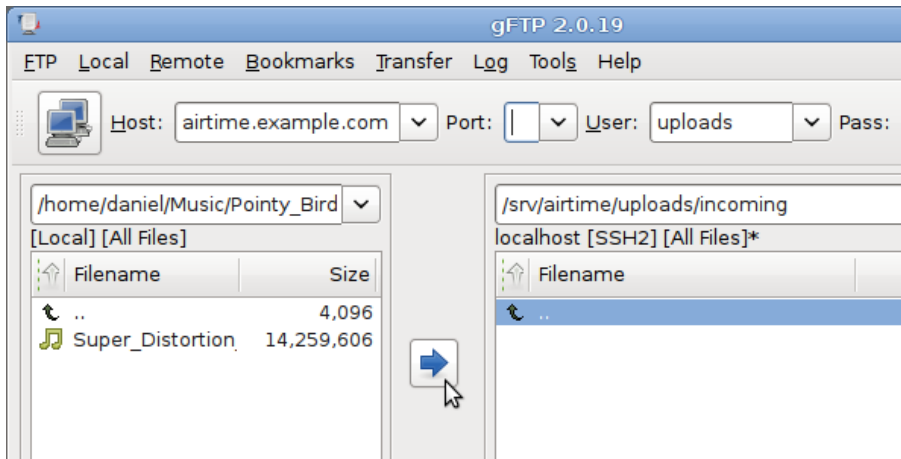 gFTP 2.0.19
FTP Local Remote Bookmarks Transfer Log Tools Help
Host: airtime.example.com Port: User: uploads Pass:
/home/daniel/Music/Pointy_Bird /srv/airtime/uploads/incoming
[Local] [All Files] localhost [SSH2] [All Files]*
Filename Size Filename
.. 4,096 ..
Super_Distortion 14,259,606